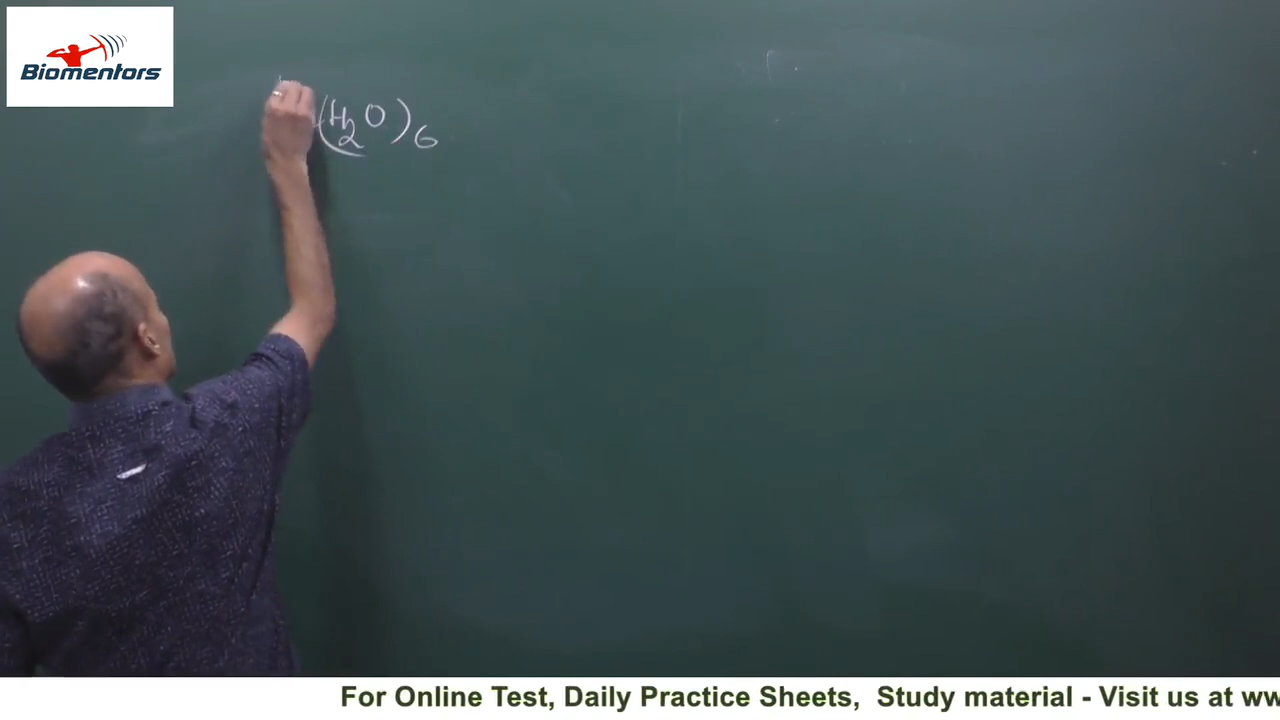 Biomentors
(H₂O)₆
For Online Test, Daily Practice Sheets, Study material - Visit us at ww